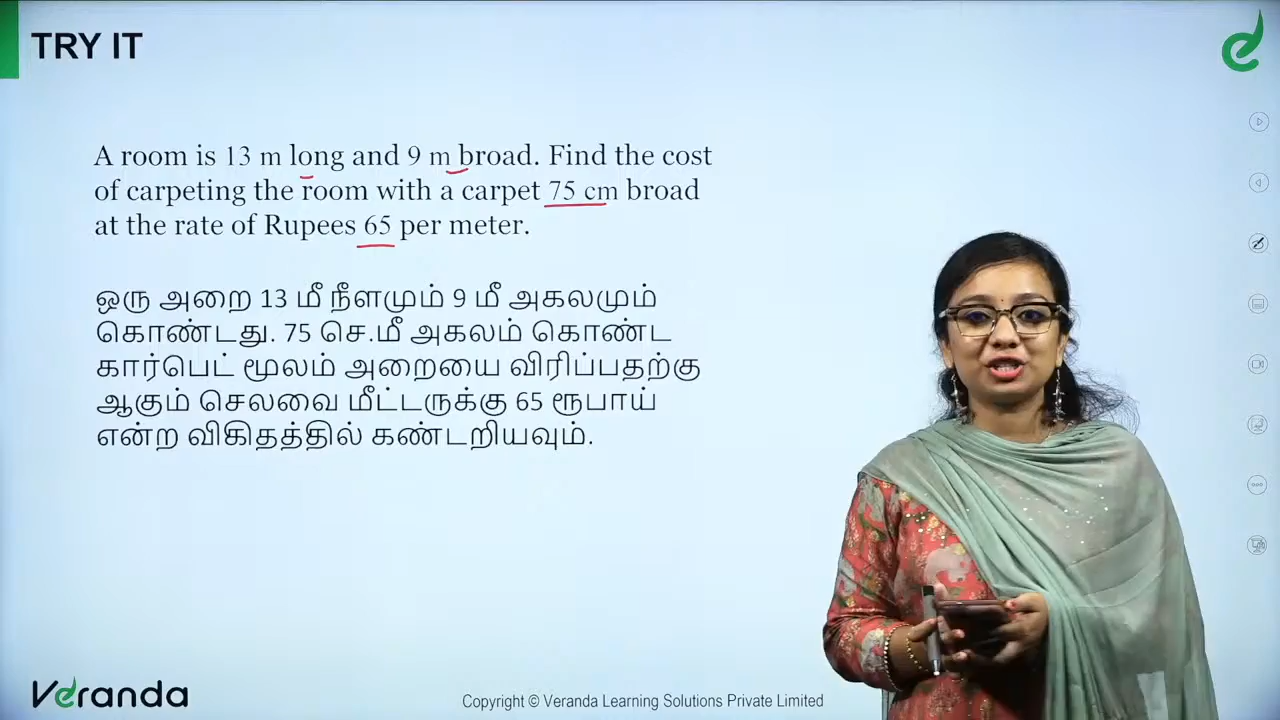 TRY IT
A room is 13 m long and 9 m broad. Find the cost
of carpeting the room with a carpet 75 cm broad
at the rate of Rupees 65 per meter.
ஒரு அறை 13 மீ நீளமும் 9 மீ அகலமும்
கொண்டது. 75 செ.மீ அகலம் கொண்ட
கார்பெட் மூலம் அறையை விரிப்பதற்கு
ஆகும் செலவை மீட்டருக்கு 65 ரூபாய்
என்ற விகிதத்தில் கண்டறியவும்.
Veranda
Copyright © Veranda Learning Solutions Private Limited